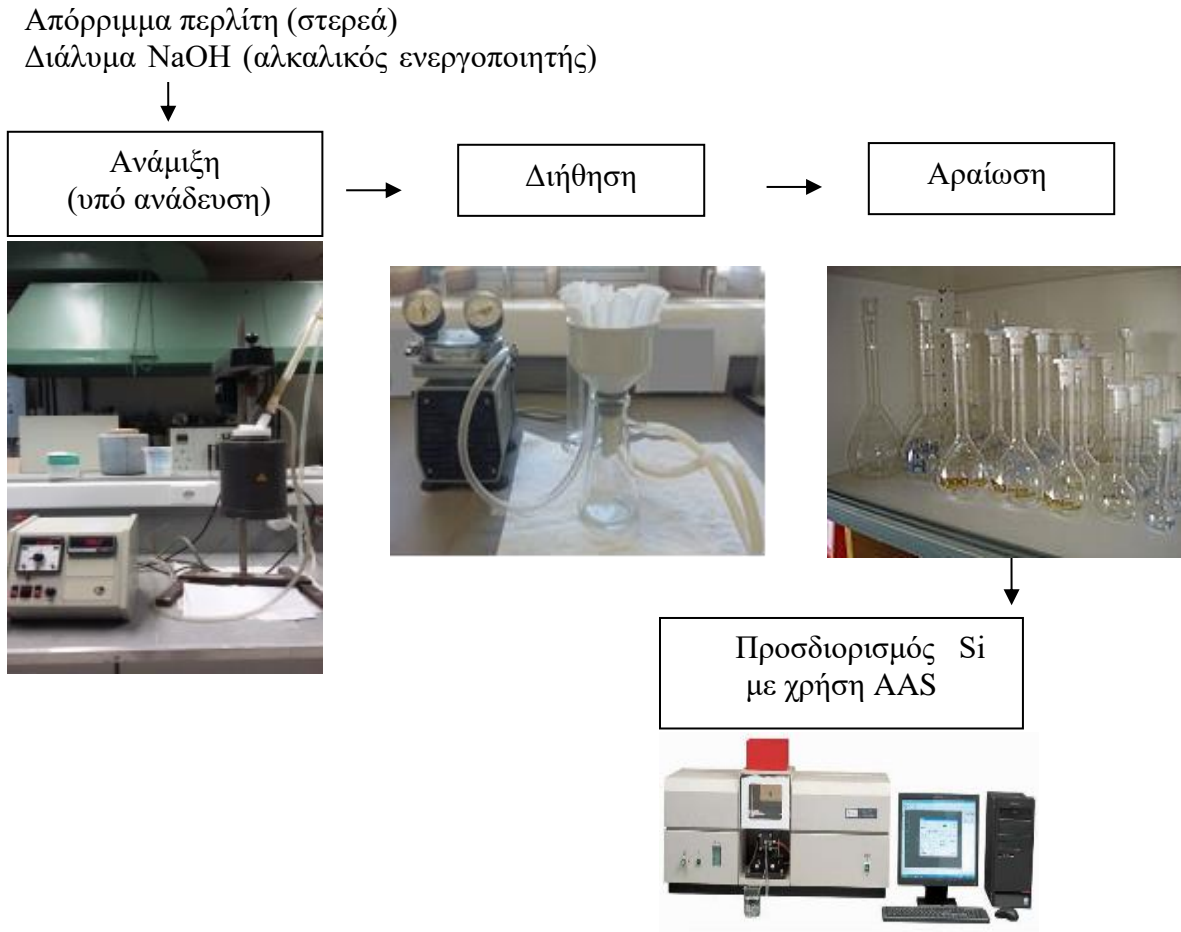 Απόρριμμα περλίτη (στερεά)
Διάλυμα NaOH (αλκαλικός ενεργοποιητής)
Ανάμιξη
(υπό ανάδευση)
Διήθηση
Αραίωση
Προσδιορισμός Si
με χρήση AAS